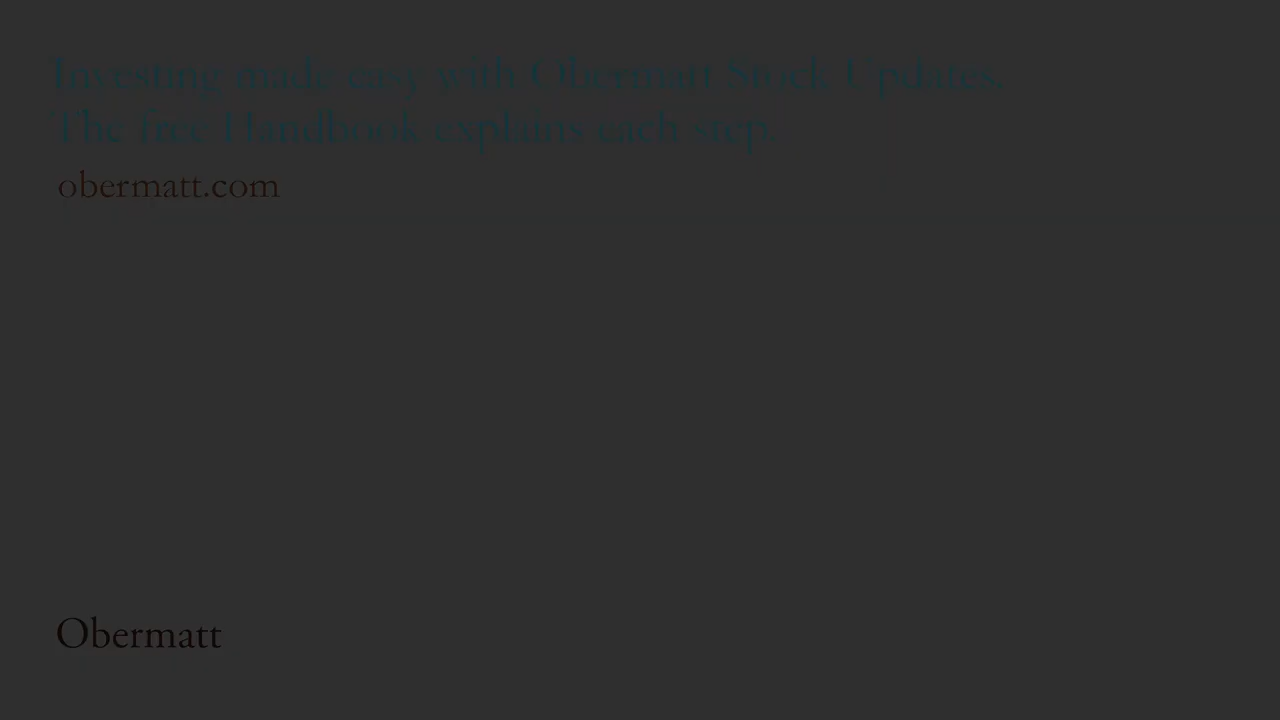 Investing made easy with Obermatt Stock Updates.
The free Handbook explains each step.
obermatt.com
Obermatt